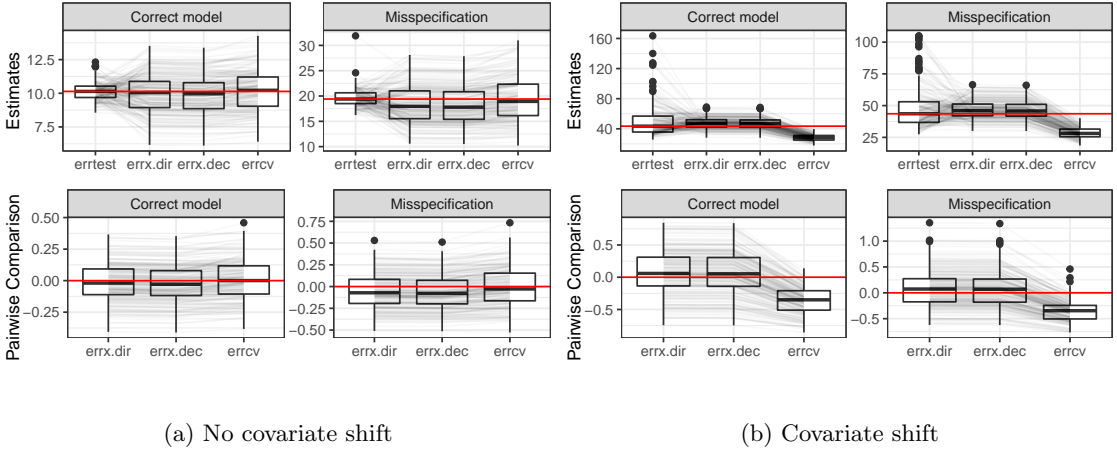 Correct model
Misspecification
Estimates
12.5
10.0
7.5
30
25
20
15
10
errtest errx.dir errx.dec errcv
errtest errx.dir errx.dec errcv
Correct model
Misspecification
Pairwise Comparison
0.50
0.25
0.00
−0.25
0.75
0.50
0.25
0.00
−0.25
−0.50
errx.dir errx.dec errcv
errx.dir errx.dec errcv
(a) No covariate shift
Correct model
Misspecification
Estimates
160
120
80
40
100
75
50
25
errtest errx.dir errx.dec errcv
errtest errx.dir errx.dec errcv
Correct model
Misspecification
Pairwise Comparison
0.5
0.0
−0.5
1.0
0.5
0.0
−0.5
errx.dir errx.dec errcv
errx.dir errx.dec errcv
(b) Covariate shift